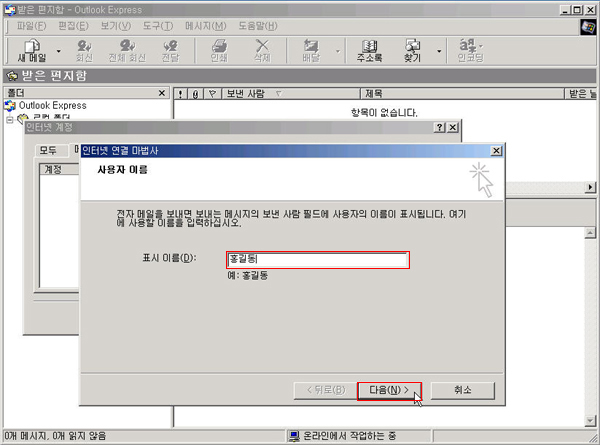 받은 편지함 - Outlook Express
파일(F) 편집(E) 보기(V) 도구(T) 메시지(M) 도움말(H)
새 메일 회신 전체 회신 전달 인쇄 삭제 배달 주소록 찾기 인코딩
받은 편지함
폴더
! 보낸 사람 제목 받은 날
Outlook Express
항목이 없습니다.
로컬 폴더
인터넷 계정
모두
계정
인터넷 연결 마법사
사용자 이름
전자 메일을 보내면 보내는 메시지의 보낸 사람 필드에 사용자의 이름이 표시됩니다. 여기
에 사용할 이름을 입력하십시오.
표시 이름(D): 홍길동
예: 홍길동
< 뒤로(B) 다음(N) > 취소
0개 메시지, 0개 읽지 않음 온라인에서 작업하는 중